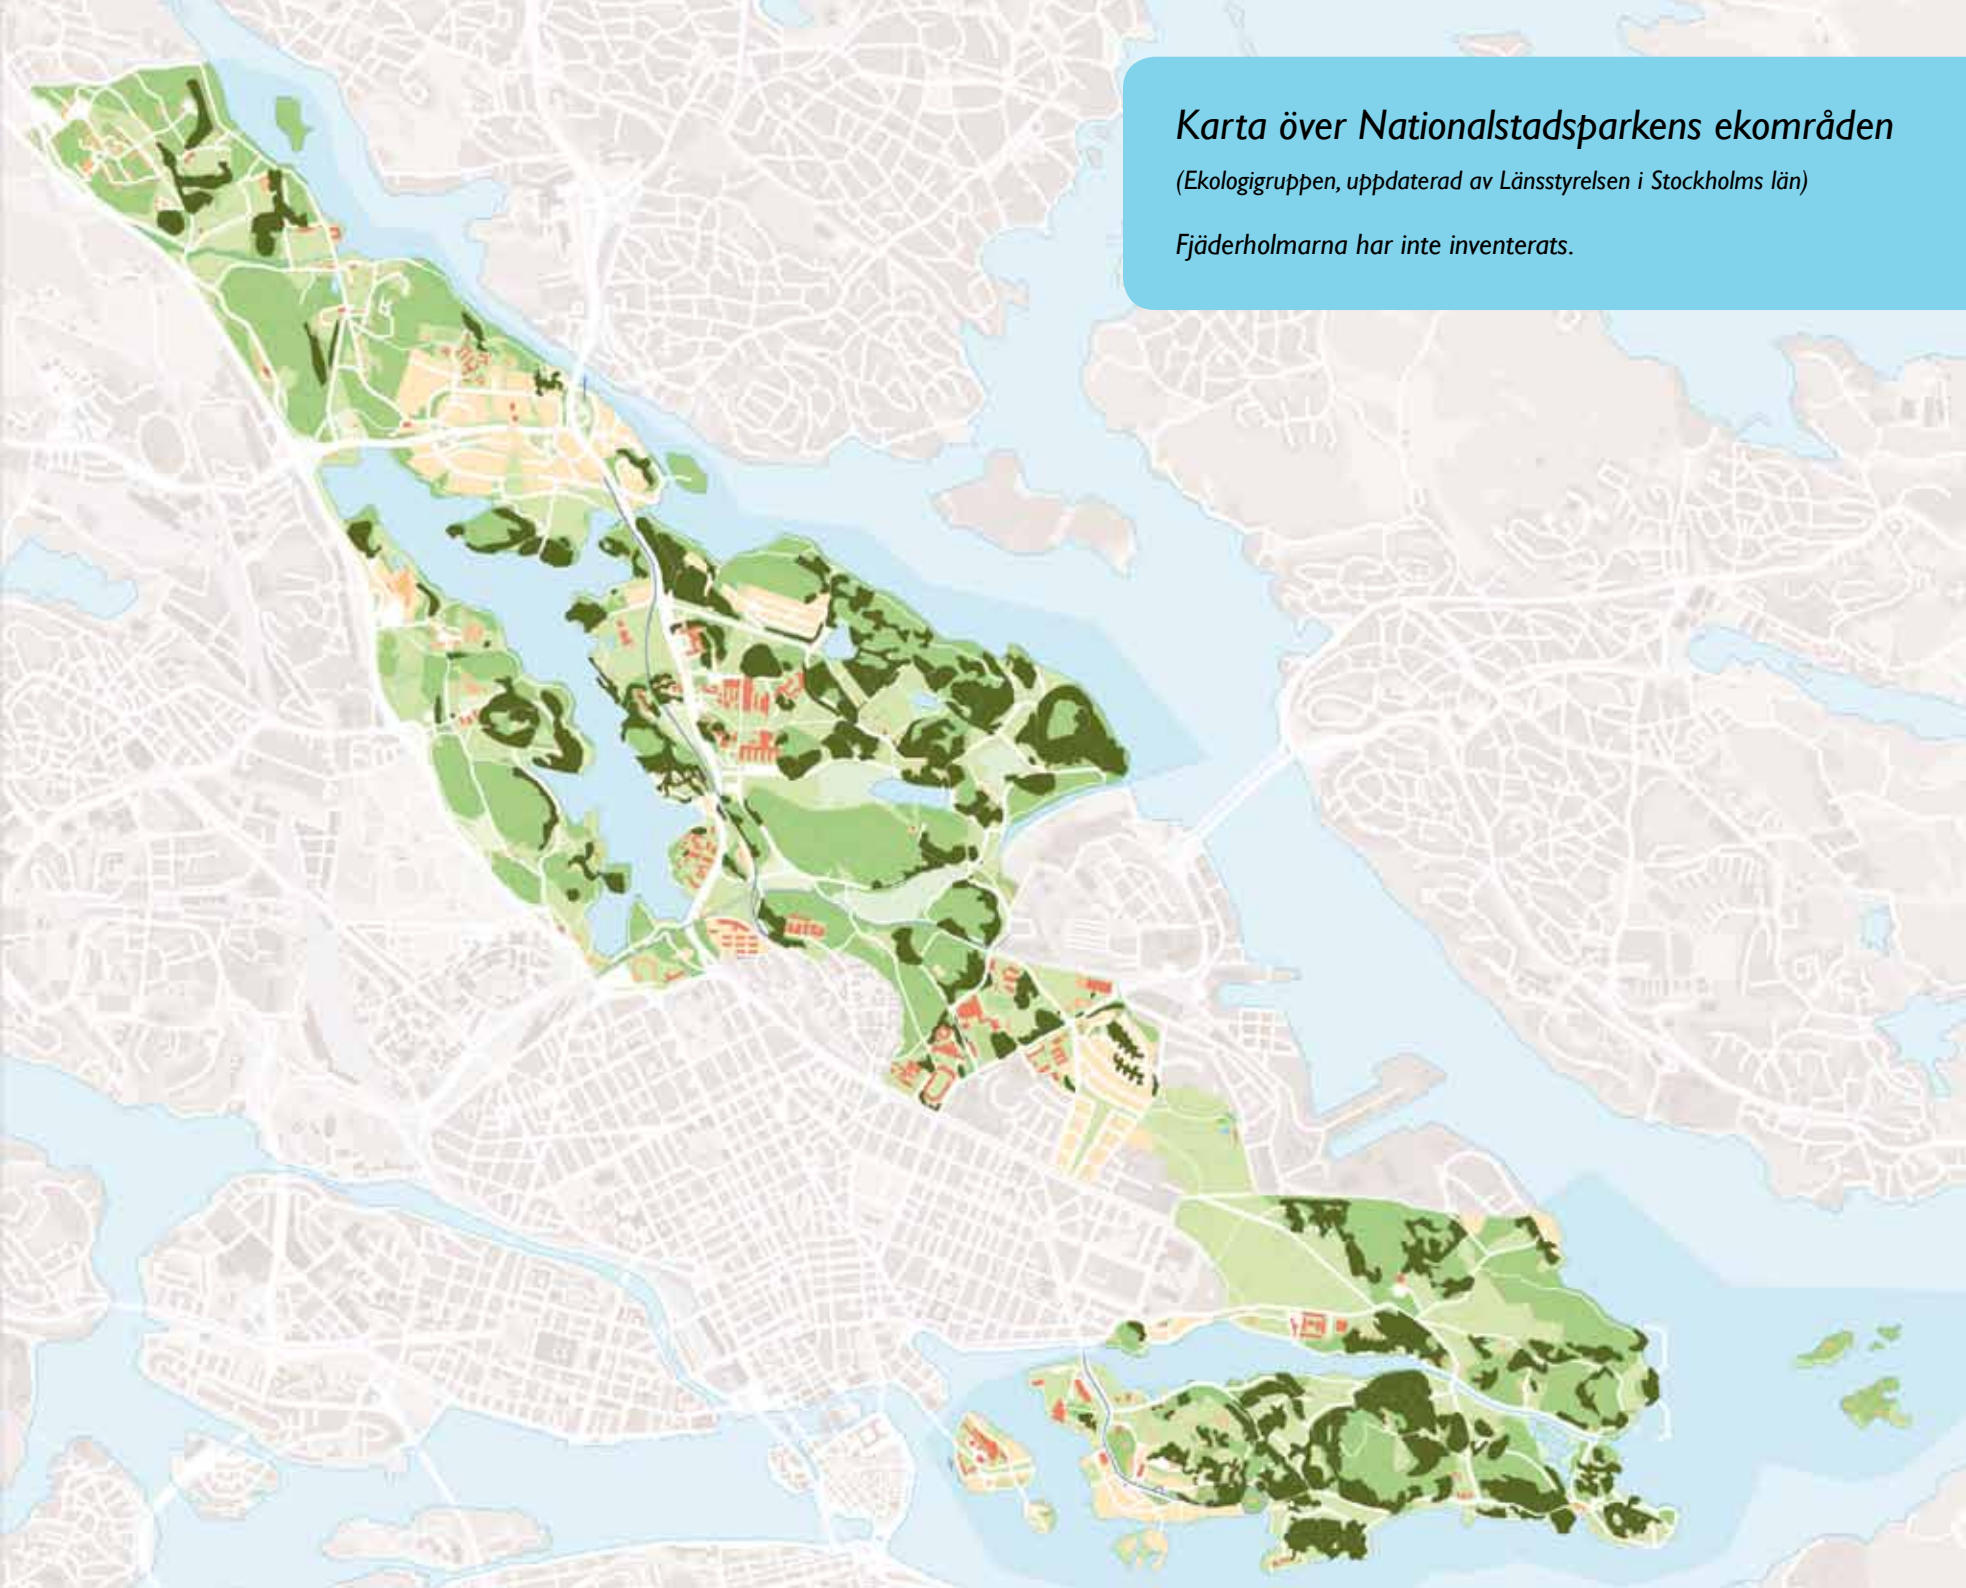 Karta över Nationalstadsparkens ekområden
(Ekologigruppen, uppdaterad av Länsstyrelsen i Stockholms län)
Fjäderholmarna har inte inventerats.